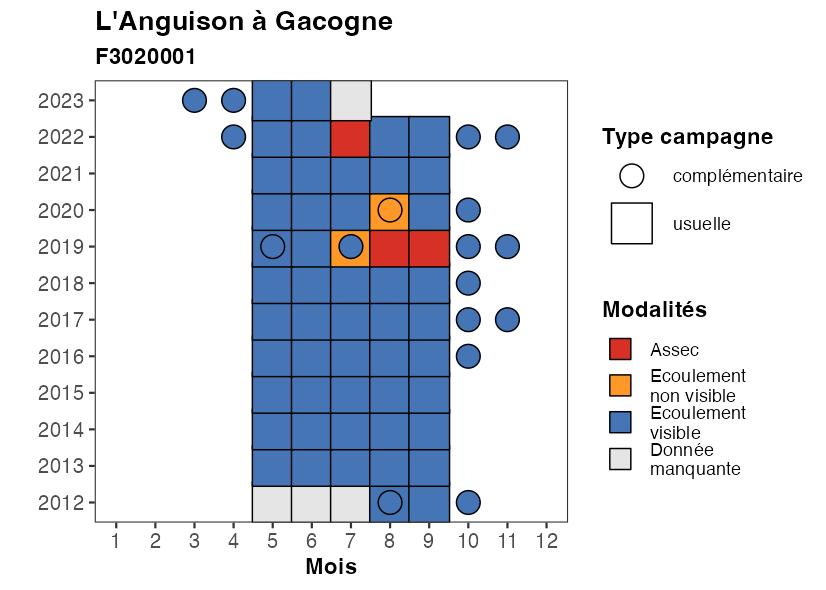 L'Anguison à Gacogne
F3020001
2023
2022
2021
2020
2019
2018
2017
2016
2015
2014
2013
2012
1 2 3 4 5 6 7 8 9 10 11 12
Mois
Type campagne
complémentaire
usuelle
Modalités
Assec
Ecoulement
non visible
Ecoulement
visible
Donnée
manquante